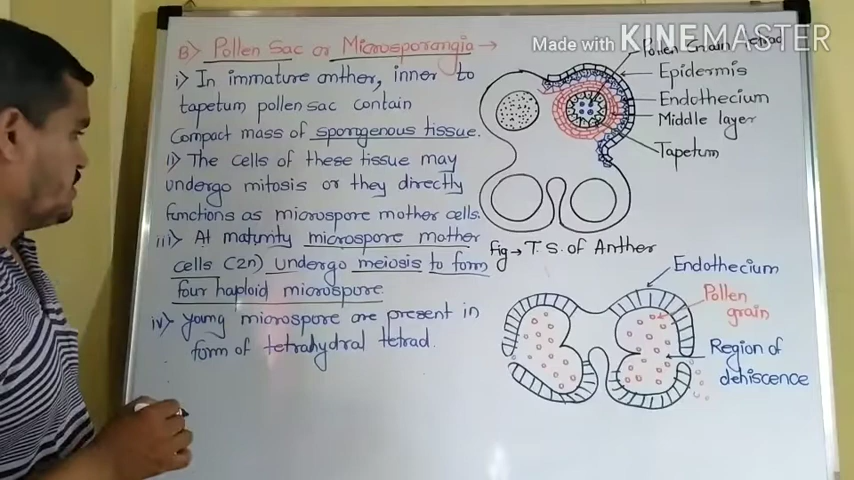 Made with KINEMASTER
B> Pollen Sac or Microsporangia →
i> In immature anther, inner to
tapetum pollen sac contain
Compact mass of sporogenous tissue.
i> The cells of these tissue may
undergo mitosis or they directly
functions as microspore mother cells.
iii> At maturity microspore mother
cells (2n) undergo meiosis to form
four haploid microspore.
iv> young microspore are present in
form of tetrahydral tetrad.
Pollen Grain tetrad
Epidermis
Endothecium
Middle layer
Tapetum
Fig → T.S. of Anther
Endothecium
Pollen
grain
Region of
dehiscence